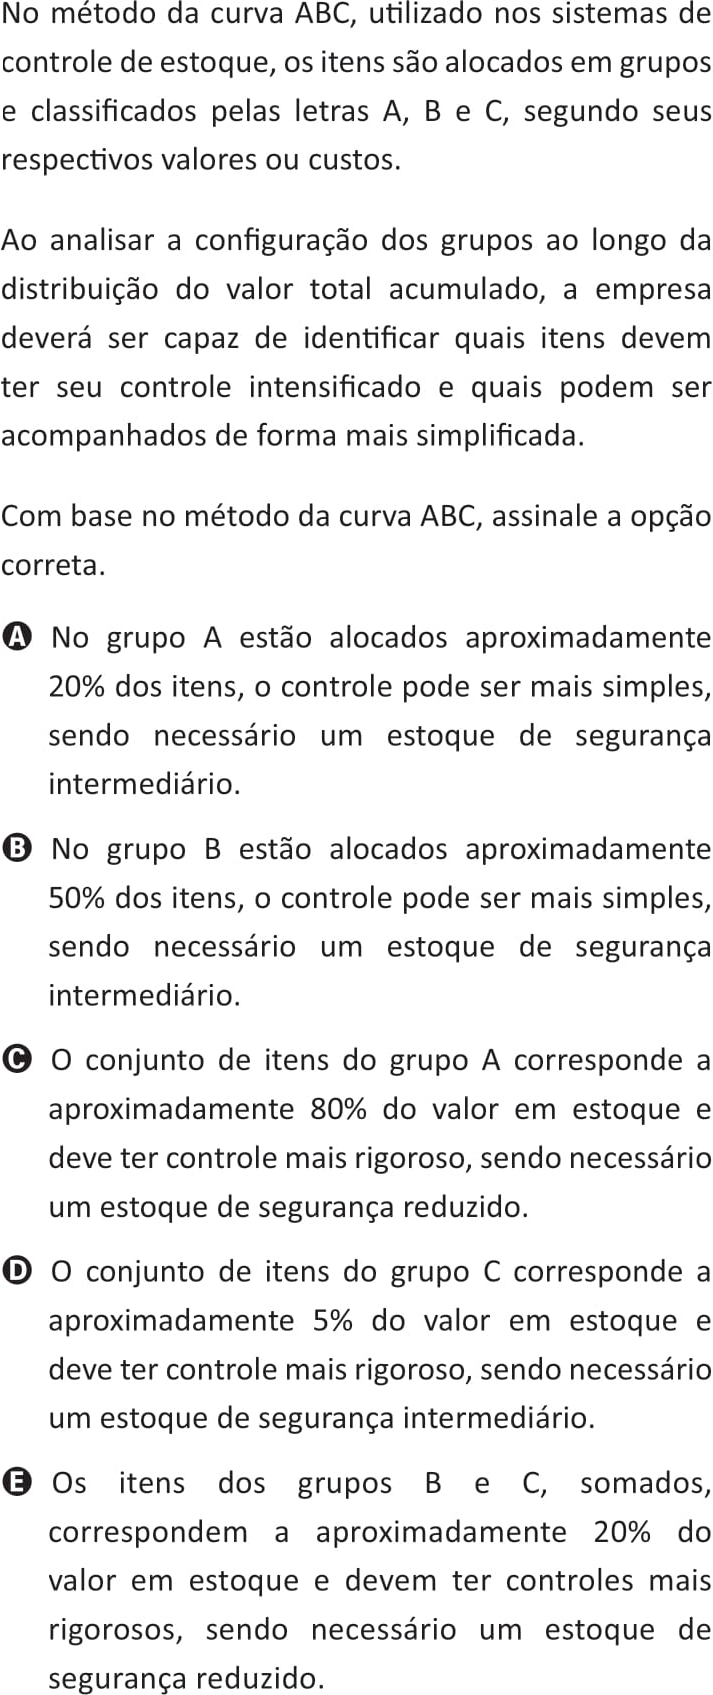 No método da curva ABC, utilizado nos sistemas de
controle de estoque, os itens são alocados em grupos
e classificados pelas letras A, B e C, segundo seus
respectivos valores ou custos.
Ao analisar a configuração dos grupos ao longo da
distribuição do valor total acumulado, a empresa
deverá ser capaz de identificar quais itens devem
ter seu controle intensificado e quais podem ser
acompanhados de forma mais simplificada.
Com base no método da curva ABC, assinale a opção
correta.
A No grupo A estão alocados aproximadamente
20% dos itens, o controle pode ser mais simples,
sendo necessário um estoque de segurança
intermediário.
B No grupo B estão alocados aproximadamente
50% dos itens, o controle pode ser mais simples,
sendo necessário um estoque de segurança
intermediário.
C O conjunto de itens do grupo A corresponde a
aproximadamente 80% do valor em estoque e
deve ter controle mais rigoroso, sendo necessário
um estoque de segurança reduzido.
D O conjunto de itens do grupo C corresponde a
aproximadamente 5% do valor em estoque e
deve ter controle mais rigoroso, sendo necessário
um estoque de segurança intermediário.
E Os itens dos grupos B e C, somados,
correspondem a aproximadamente 20% do
valor em estoque e devem ter controles mais
rigorosos, sendo necessário um estoque de
segurança reduzido.